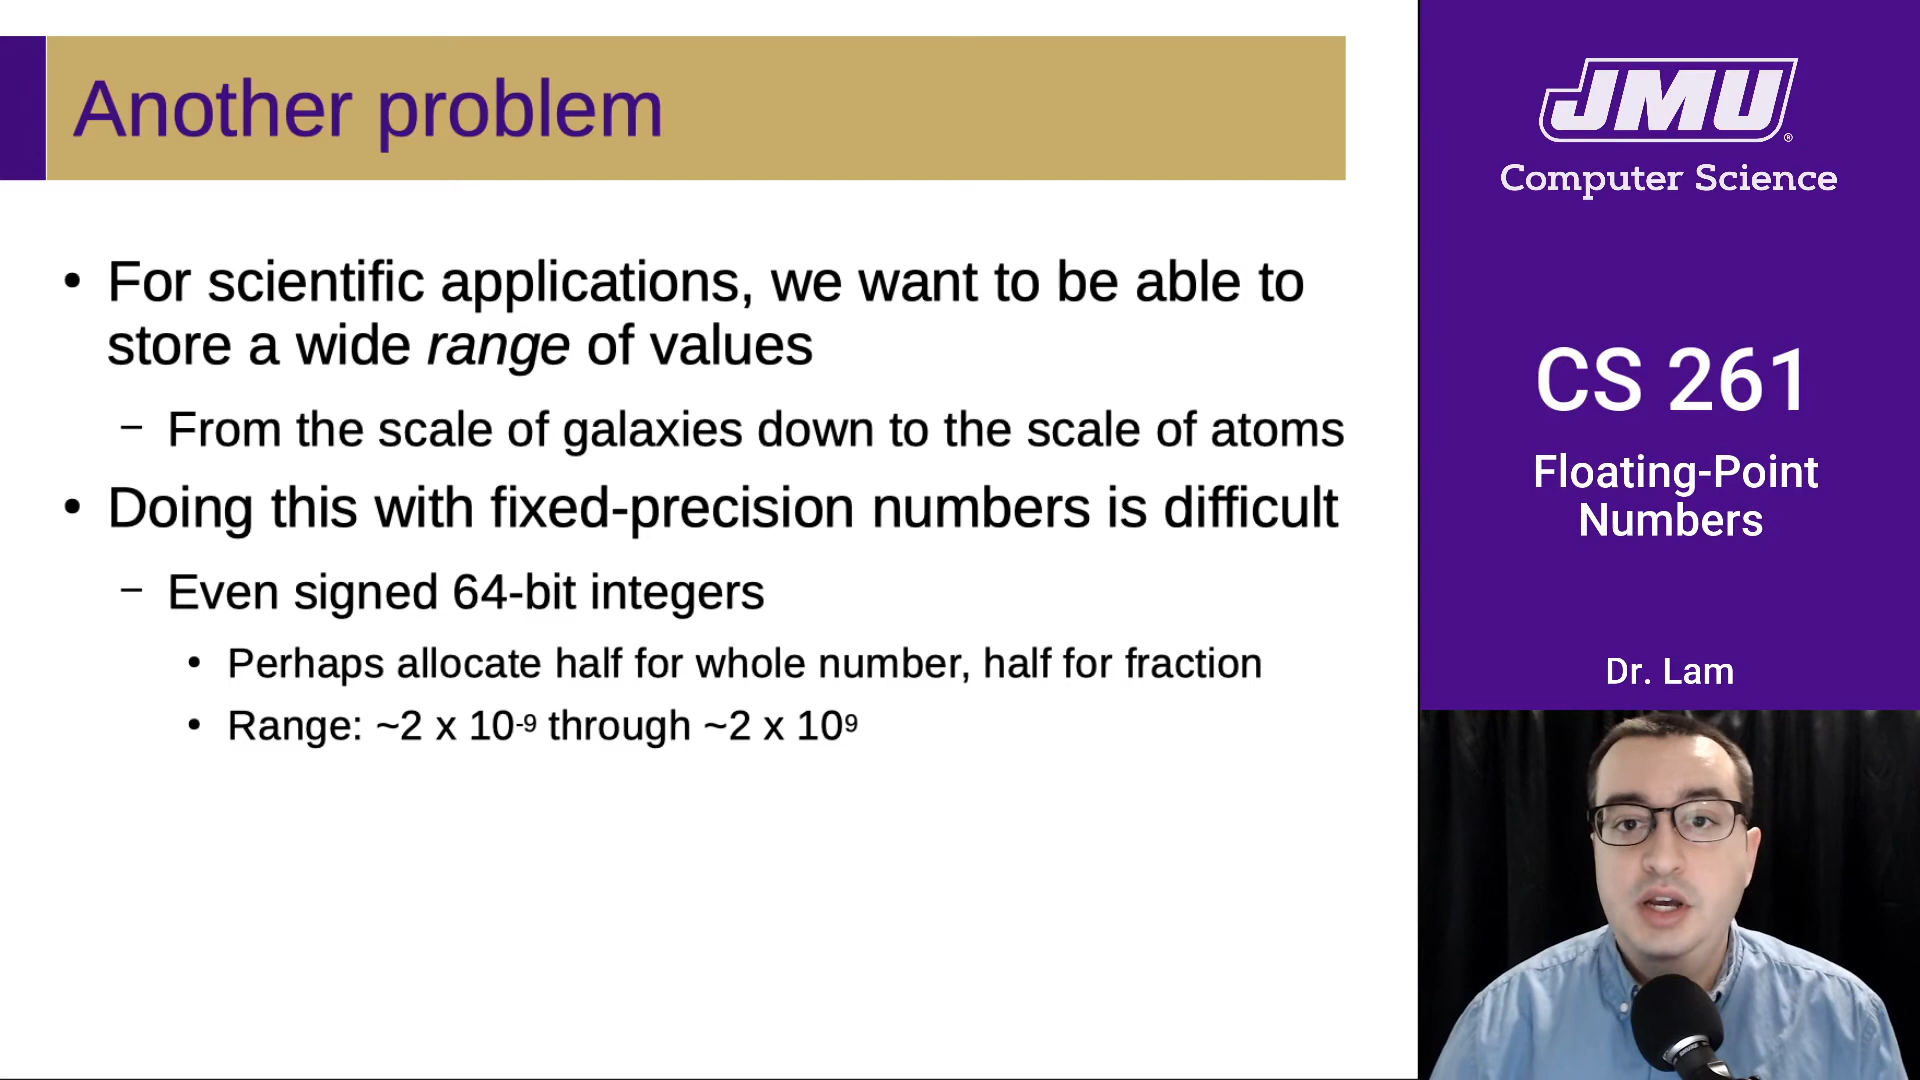 Another problem
• For scientific applications, we want to be able to
store a wide range of values
– From the scale of galaxies down to the scale of atoms
• Doing this with fixed-precision numbers is difficult
– Even signed 64-bit integers
• Perhaps allocate half for whole number, half for fraction
• Range: ~2 x 10⁻⁹ through ~2 x 10⁹
JMU®
Computer Science
CS 261
Floating-Point
Numbers
Dr. Lam